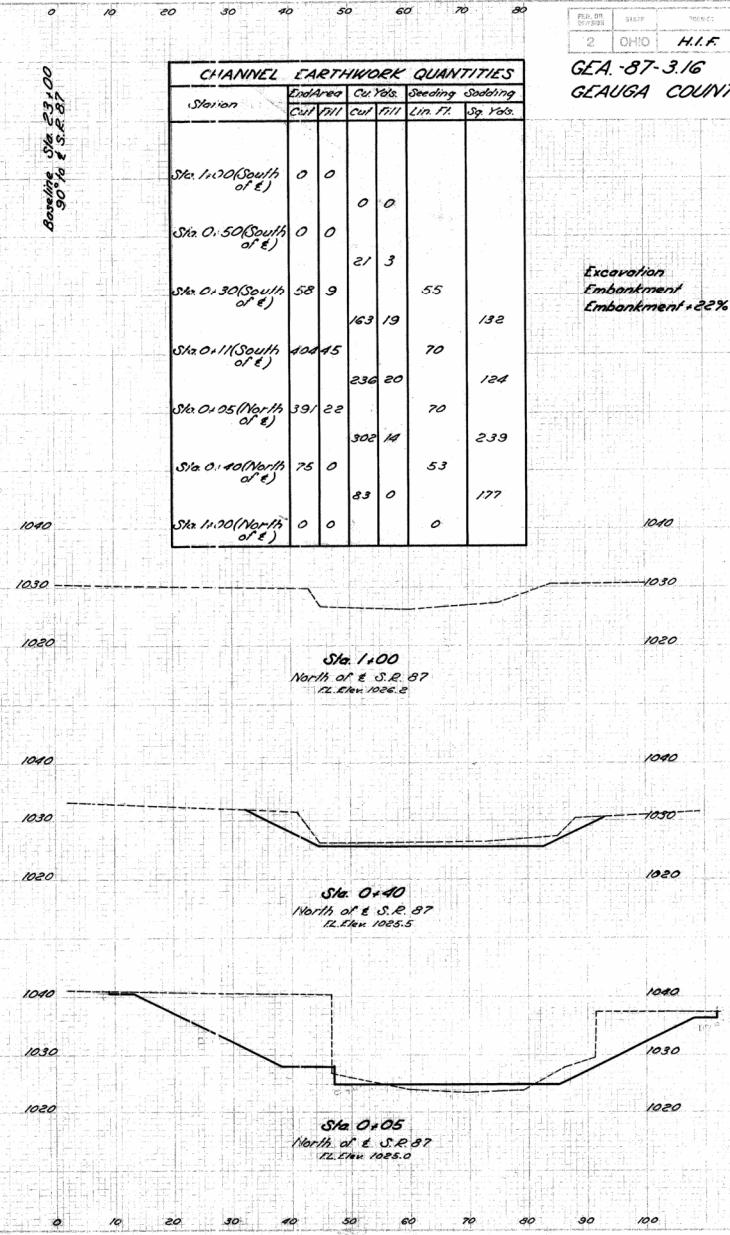 0 10 20 30 40 50 60 70 80
FED. RD. DIVISION STATE PROJECT
2 OHIO H.I.F.
GEA.-87-3.16
GEAUGA COUNT
Baseline Sta. 23+00
90° to ℄ S.R. 87
CHANNEL EARTHWORK QUANTITIES
Station End Area Cu. Yds. Seeding Sodding
Cut Fill Cut Fill Lin. Ft. Sq. Yds.
Sta. 1+00 (South of ℄) 0 0
0 0
Sta. 0+50 (South of ℄) 0 0
21 3
Sta. 0+30 (South of ℄) 58 9 55
163 19 132
Sta. 0+11 (South of ℄) 404 45 70
236 20 124
Sta. 0+05 (North of ℄) 391 22 70
302 14 239
Sta. 0+40 (North of ℄) 75 0 53
83 0 177
Sta. 1+00 (North of ℄) 0 0 0
Excavation
Embankment
Embankment +22%
1040 1040
1030 1030
1020 1020
Sta. 1+00
North of ℄ S.R. 87
FL. Elev. 1026.2
1040 1040
1030 1030
1020 1020
Sta. 0+40
North of ℄ S.R. 87
FL. Elev. 1025.5
1040 1040
1030 1030
1020 1020
Sta. 0+05
North of ℄ S.R. 87
FL. Elev. 1025.0
0 10 20 30 40 50 60 70 80 90 100